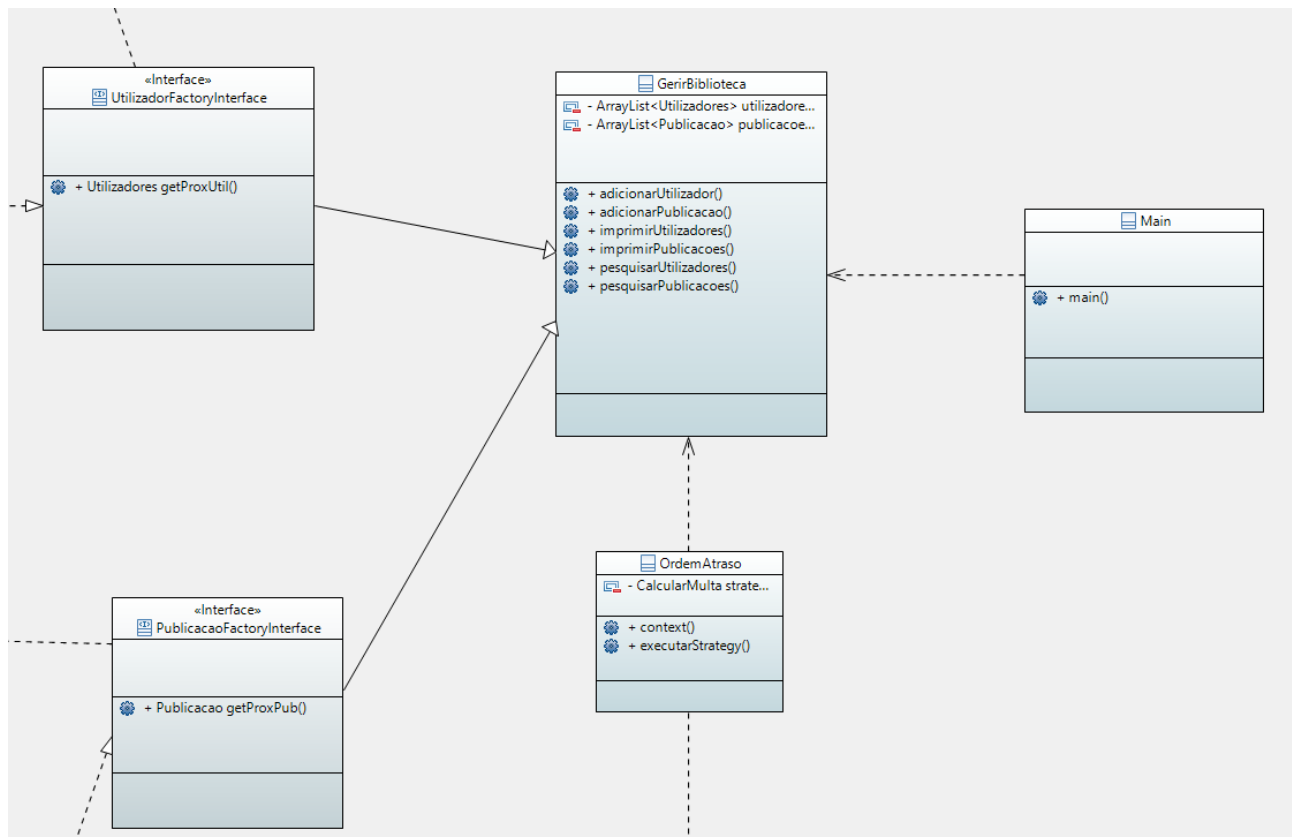 «Interface»
UtilizadorFactoryInterface
+ Utilizadores getProxUtil()
GerirBiblioteca
- ArrayList<Utilizadores> utilizadore...
- ArrayList<Publicacao> publicacoe...
+ adicionarUtilizador()
+ adicionarPublicacao()
+ imprimirUtilizadores()
+ imprimirPublicacoes()
+ pesquisarUtilizadores()
+ pesquisarPublicacoes()
Main
+ main()
OrdemAtraso
- CalcularMulta strate...
+ context()
+ executarStrategy()
«Interface»
PublicacaoFactoryInterface
+ Publicacao getProxPub()